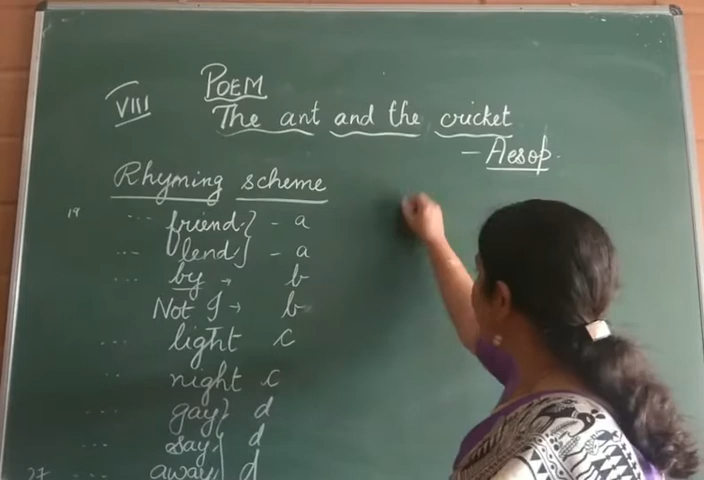 VIII
POEM
The ant and the cricket
- Aesop.
Rhyming scheme
19 ... friend } - a
... lend } - a
... by → b
Not I → b
... light c
... night c
... gay } d
... say } d
27 ... away } d